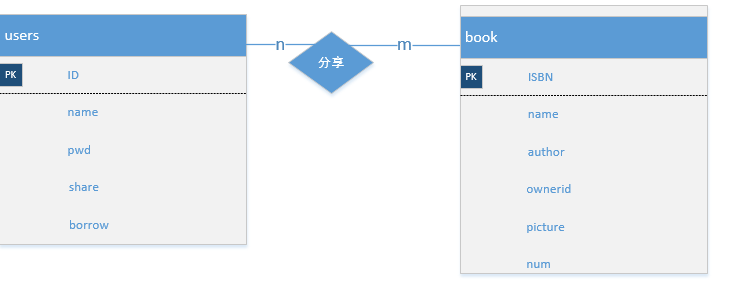 users
PK ID
name
pwd
share
borrow
n 分享 m
book
PK ISBN
name
author
ownerid
picture
num